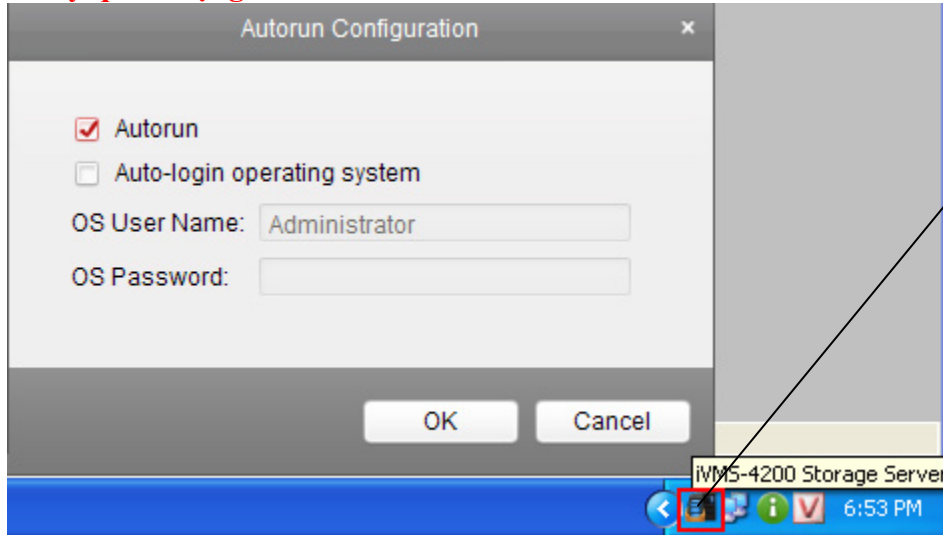 Autorun Configuration
Autorun
Auto-login operating system
OS User Name: Administrator
OS Password:
OK Cancel
iVMS-4200 Storage Server
6:53 PM